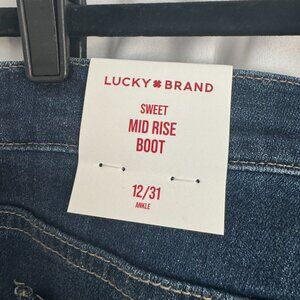 LUCKY BRAND
SWEET
MID RISE
BOOT
12/31
ANKLE